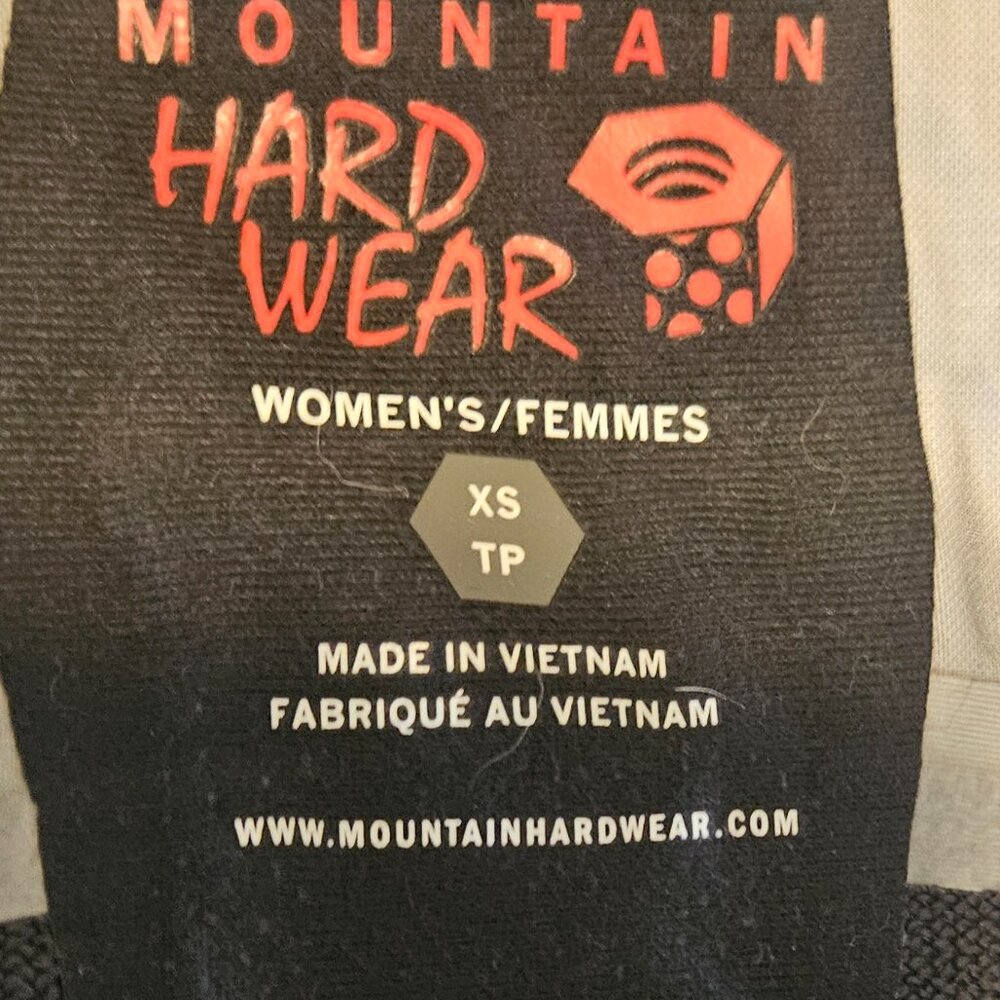 MOUNTAIN
HARD
WEAR
WOMEN'S/FEMMES
XS
TP
MADE IN VIETNAM
FABRIQUÉ AU VIETNAM
WWW.MOUNTAINHARDWEAR.COM